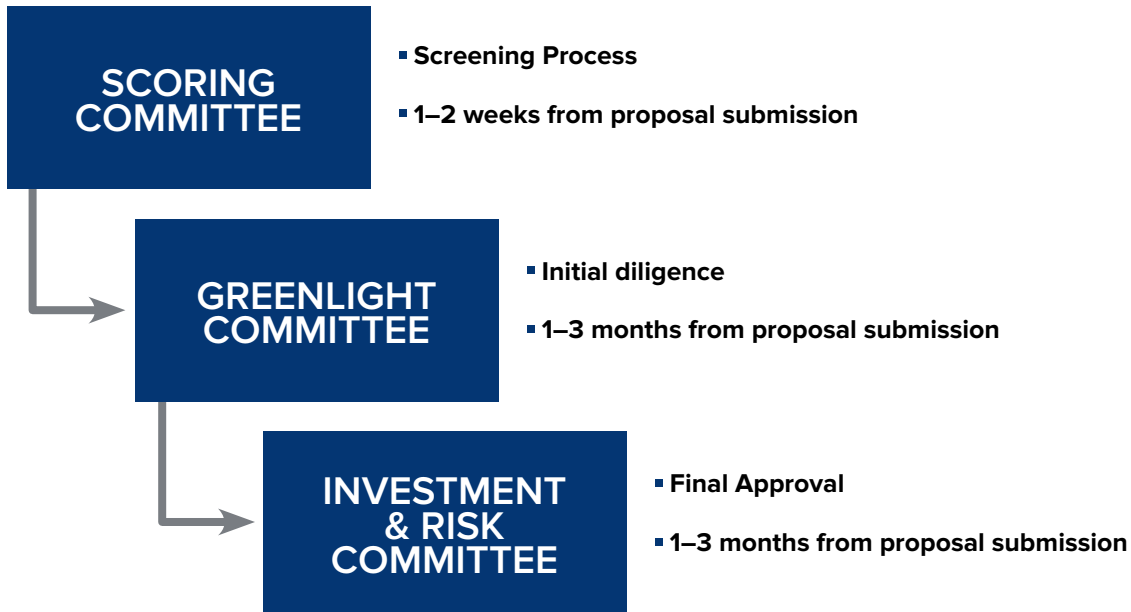 SCORING
COMMITTEE
▪ Screening Process
▪ 1–2 weeks from proposal submission
GREENLIGHT
COMMITTEE
▪ Initial diligence
▪ 1–3 months from proposal submission
INVESTMENT
& RISK
COMMITTEE
▪ Final Approval
▪ 1–3 months from proposal submission